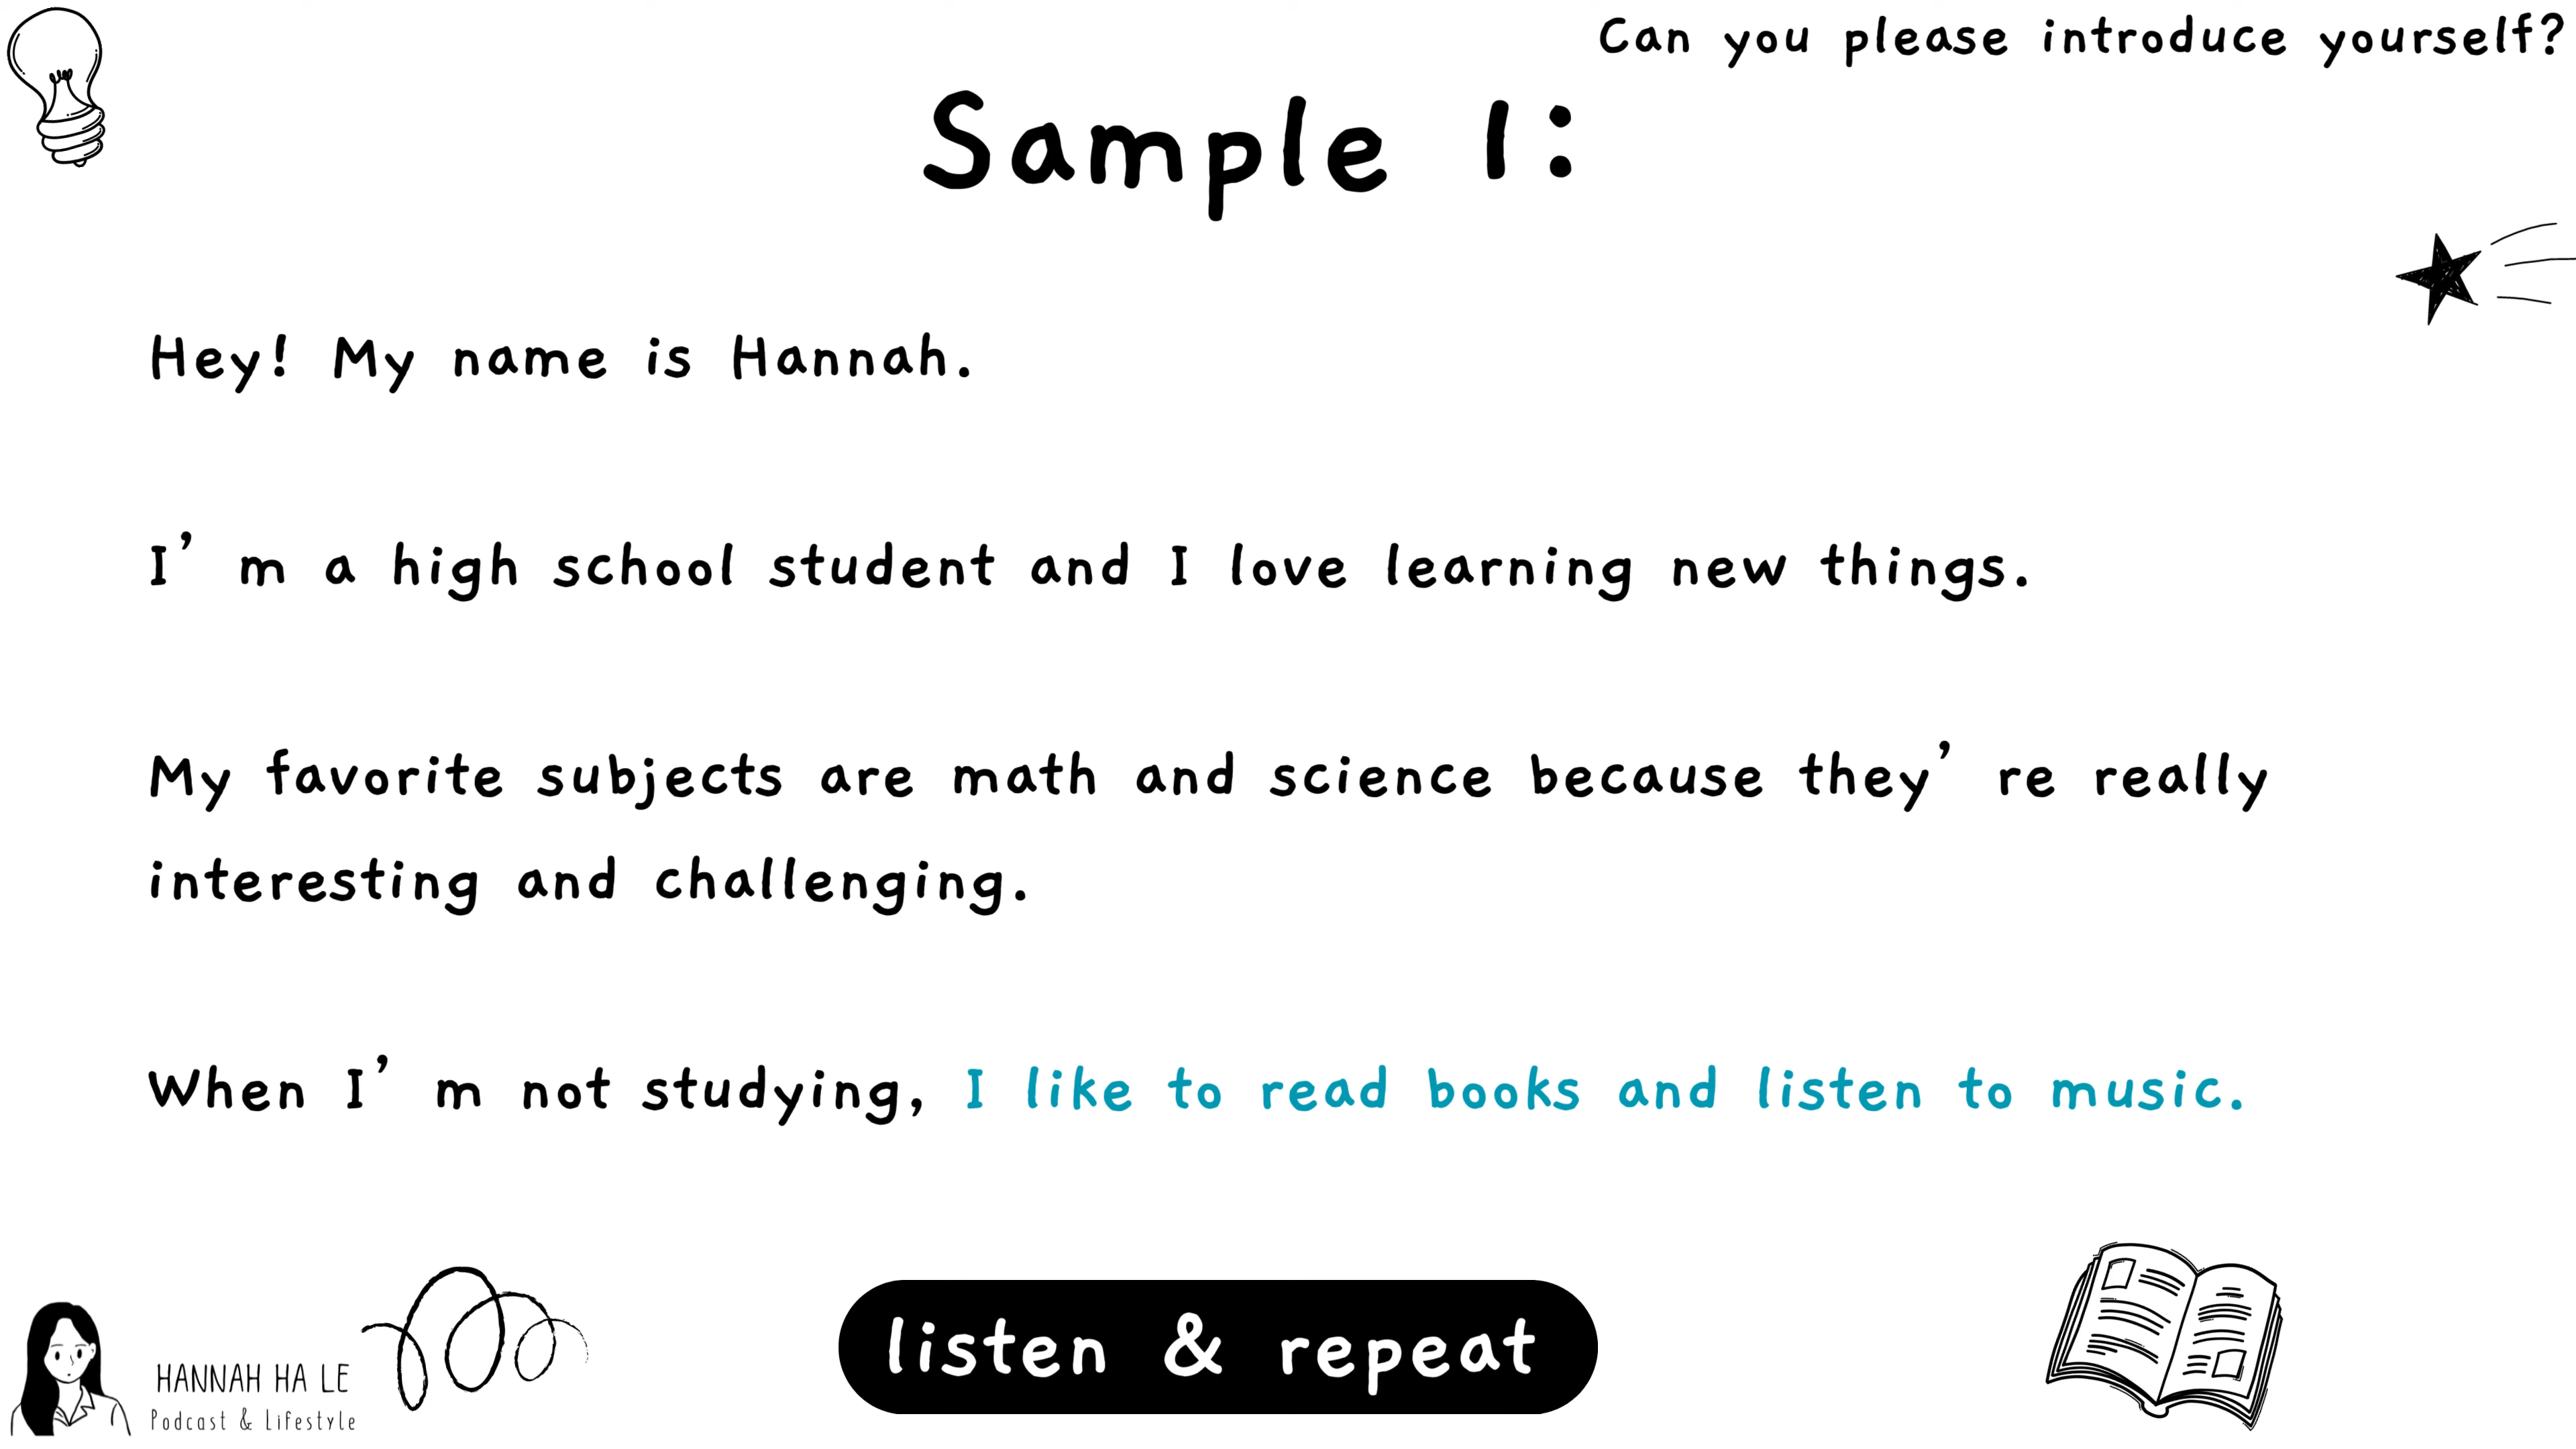 Can you please introduce yourself?
Sample 1:
Hey! My name is Hannah.
I’ m a high school student and I love learning new things.
My favorite subjects are math and science because they’ re really
interesting and challenging.
When I’ m not studying, I like to read books and listen to music.
listen & repeat
HANNAH HA LE
Podcast & Lifestyle